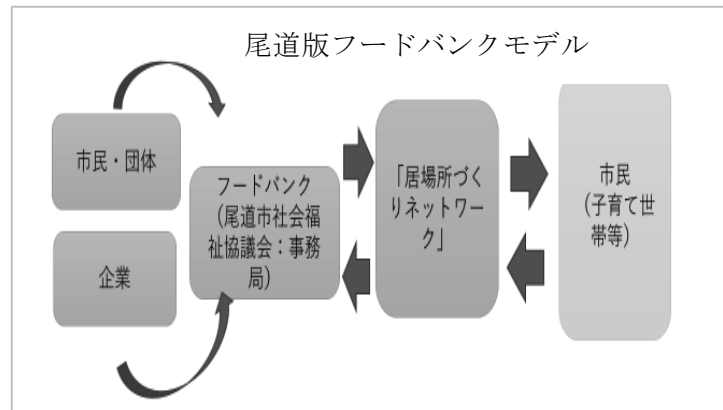 尾道版フードバンクモデル
市民・団体
企業
フードバンク
（尾道市社会福
祉協議会：事務
局）
「居場所づく
りネットワー
ク」
市民
（子育て世
帯等）